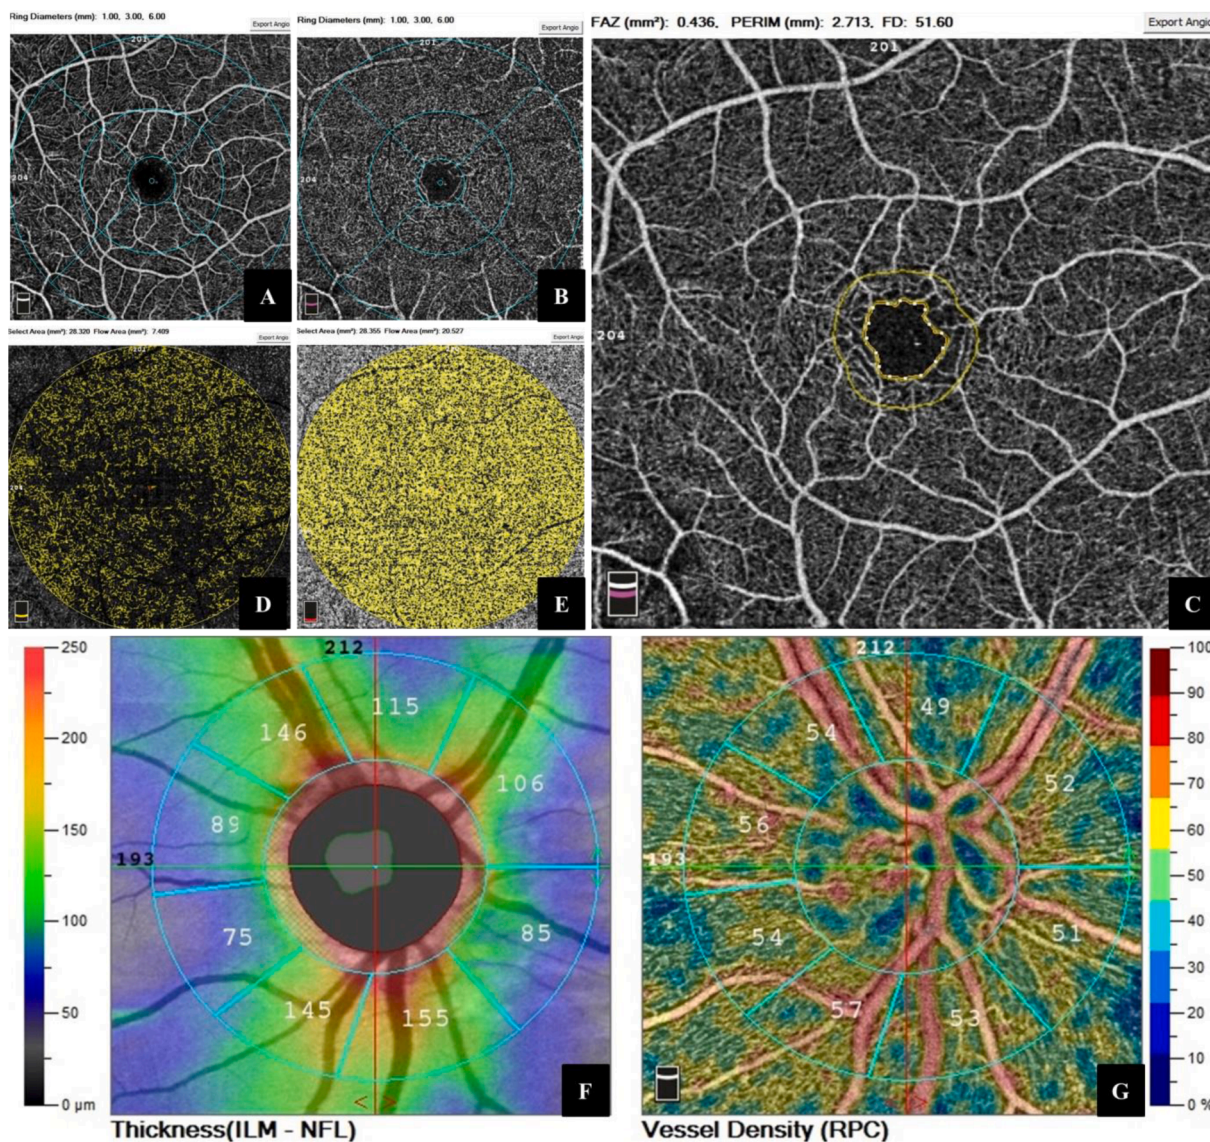 Ring Diameters (mm): 1.00, 3.00, 6.00
Export Angio
201
204
A
Ring Diameters (mm): 1.00, 3.00, 6.00
Export Angio
201
B
FAZ (mm²): 0.436, PERIM (mm): 2.713, FD: 51.60
Export Angio
201
204
C
Select Area (mm²): 28.320 Flow Area (mm²): 7.409
Export Angio
204
D
Select Area (mm²): 28.355 Flow Area (mm²): 20.527
Export Angio
E
250
200
150
100
50
0 µm
212
193
115
146
106
89
75
85
145
155
F
Thickness(ILM - NFL)
212
193
49
54
52
56
54
51
57
53
G
100%
90
80
70
60
50
40
30
20
10
0 %
Vessel Density (RPC)